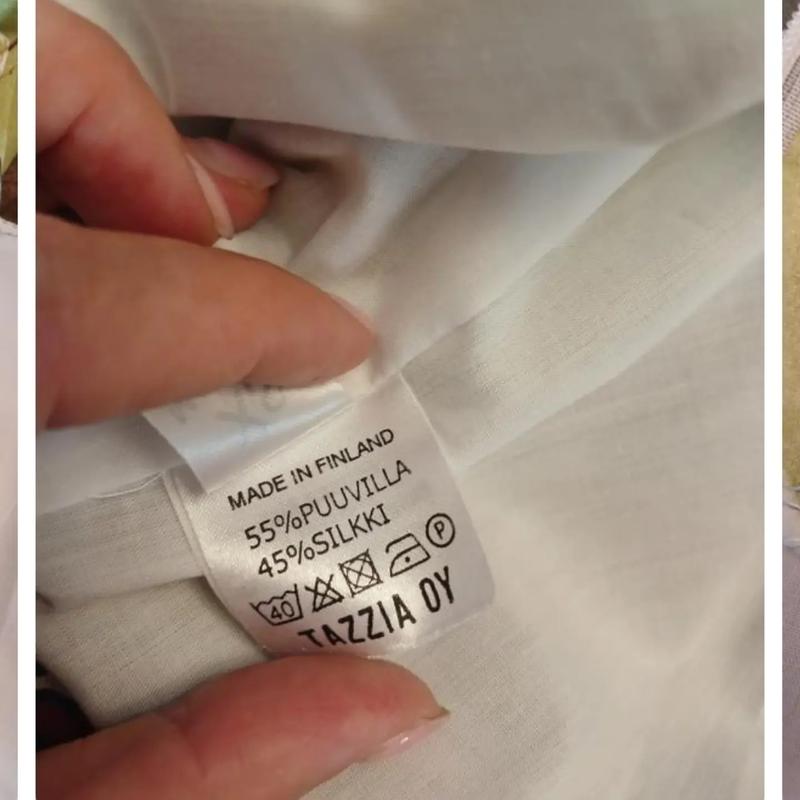 MADE IN FINLAND
55%PUUVILLA
45%SILKKI
40 P
TAZZIA OY